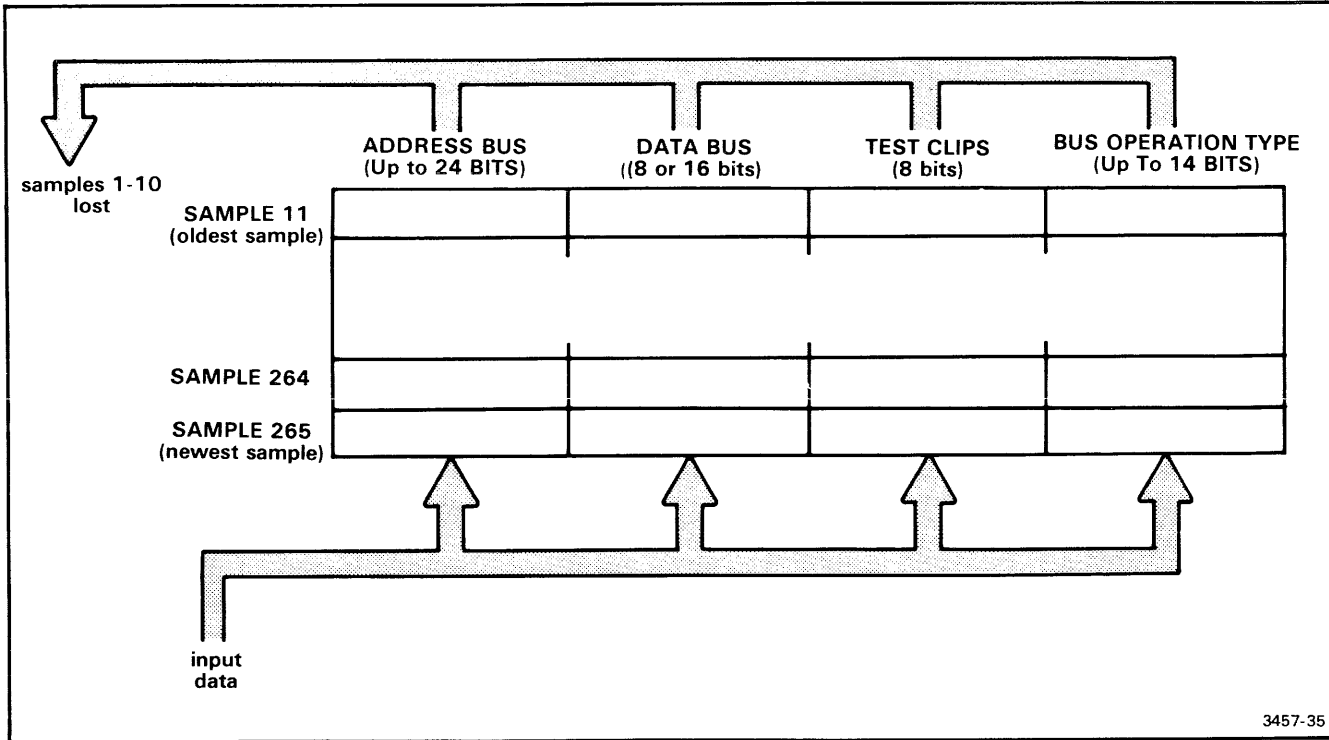 ADDRESS BUS
(Up to 24 BITS)
DATA BUS
((8 or 16 bits)
TEST CLIPS
(8 bits)
BUS OPERATION TYPE
(Up To 14 BITS)
samples 1-10
lost
SAMPLE 11
(oldest sample)
SAMPLE 264
SAMPLE 265
(newest sample)
input
data
3457-35